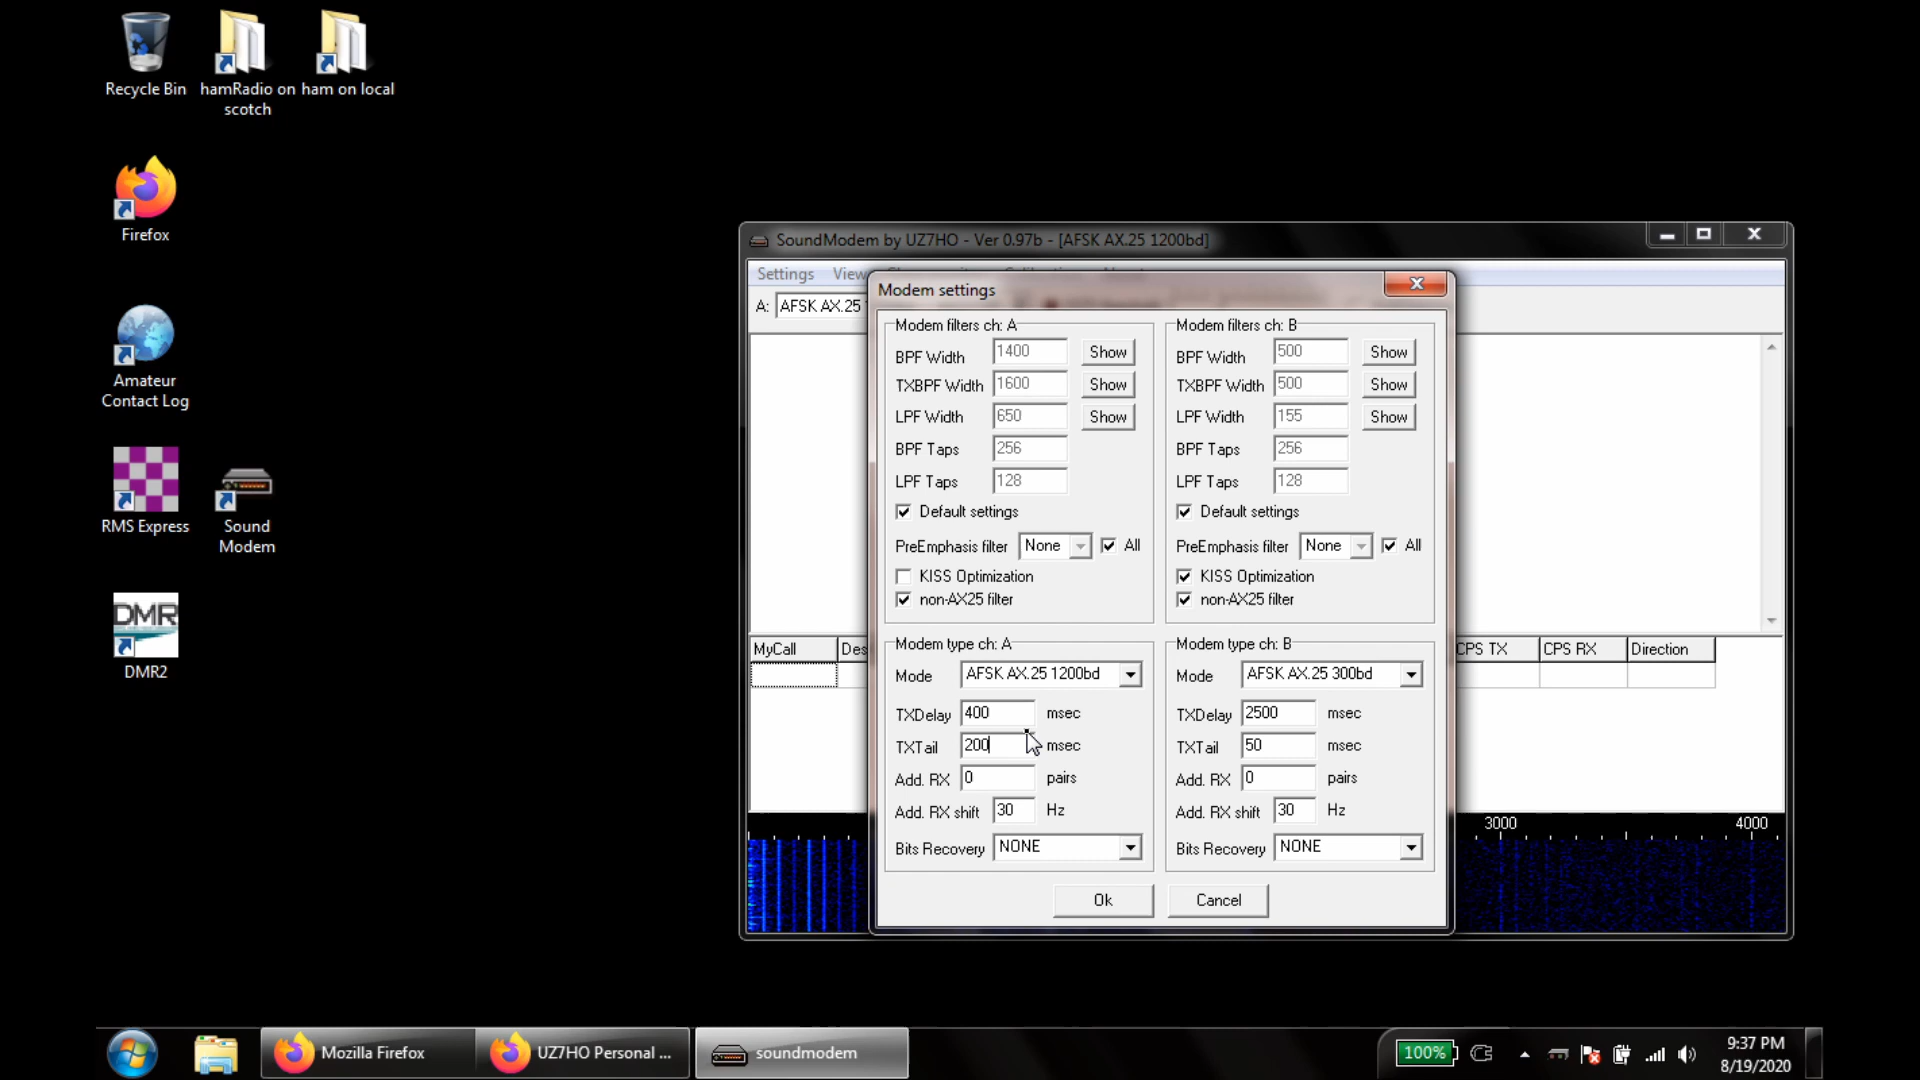 Recycle Bin
hamRadio on scotch
ham on local
Firefox
Amateur
Contact Log
RMS Express
Sound
Modem
DMR
DMR2
SoundModem by UZ7HO - Ver 0.97b - [AFSK AX.25 1200bd]
Settings View
A: AFSK AX.25
MyCall Des CPS TX CPS RX Direction
3000 4000
Modem settings
Modem filters ch: A
BPF Width 1400 Show
TXBPF Width 1600 Show
LPF Width 650 Show
BPF Taps 256
LPF Taps 128
Default settings
PreEmphasis filter None All
KISS Optimization
non-AX25 filter
Modem filters ch: B
BPF Width 500 Show
TXBPF Width 500 Show
LPF Width 155 Show
BPF Taps 256
LPF Taps 128
Default settings
PreEmphasis filter None All
KISS Optimization
non-AX25 filter
Modem type ch: A
Mode AFSK AX.25 1200bd
TXDelay 400 msec
TXTail 200 msec
Add. RX 0 pairs
Add. RX shift 30 Hz
Bits Recovery NONE
Modem type ch: B
Mode AFSK AX.25 300bd
TXDelay 2500 msec
TXTail 50 msec
Add. RX 0 pairs
Add. RX shift 30 Hz
Bits Recovery NONE
Ok Cancel
Mozilla Firefox
UZ7HO Personal ...
soundmodem
100%
9:37 PM
8/19/2020